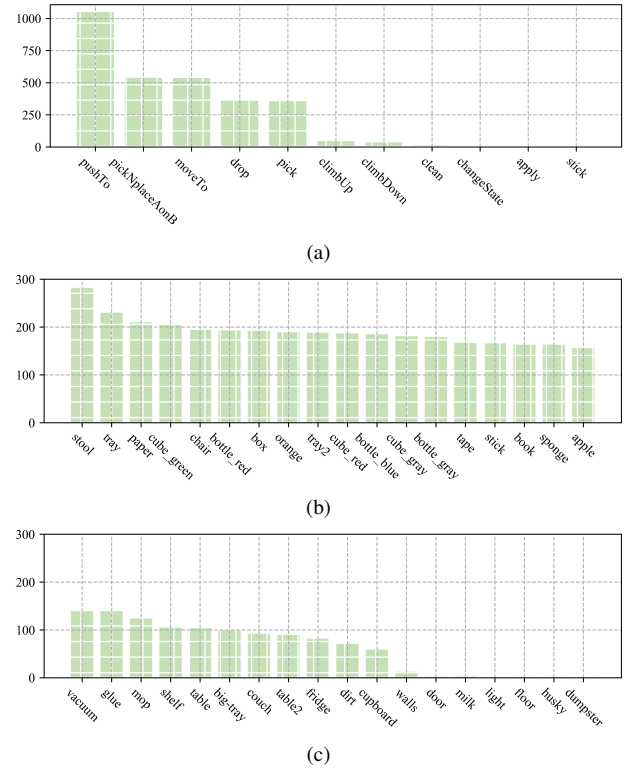 1000
750
500
250
0
pushTo
pickNplaceAonB
moveTo
drop
pick
climbUp
climbDown
clean
changeState
apply
stick
(a)
300
200
100
0
stool
tray
paper
cube_green
chair
bottle_red
box
orange
tray2
cube_red
bottle_blue
cube_gray
bottle_gray
tape
stick
book
sponge
apple
(b)
300
200
100
0
vacuum
glue
mop
shelf
table
big-tray
couch
table2
fridge
dirt
cupboard
walls
door
milk
light
floor
husky
dumpster
(c)